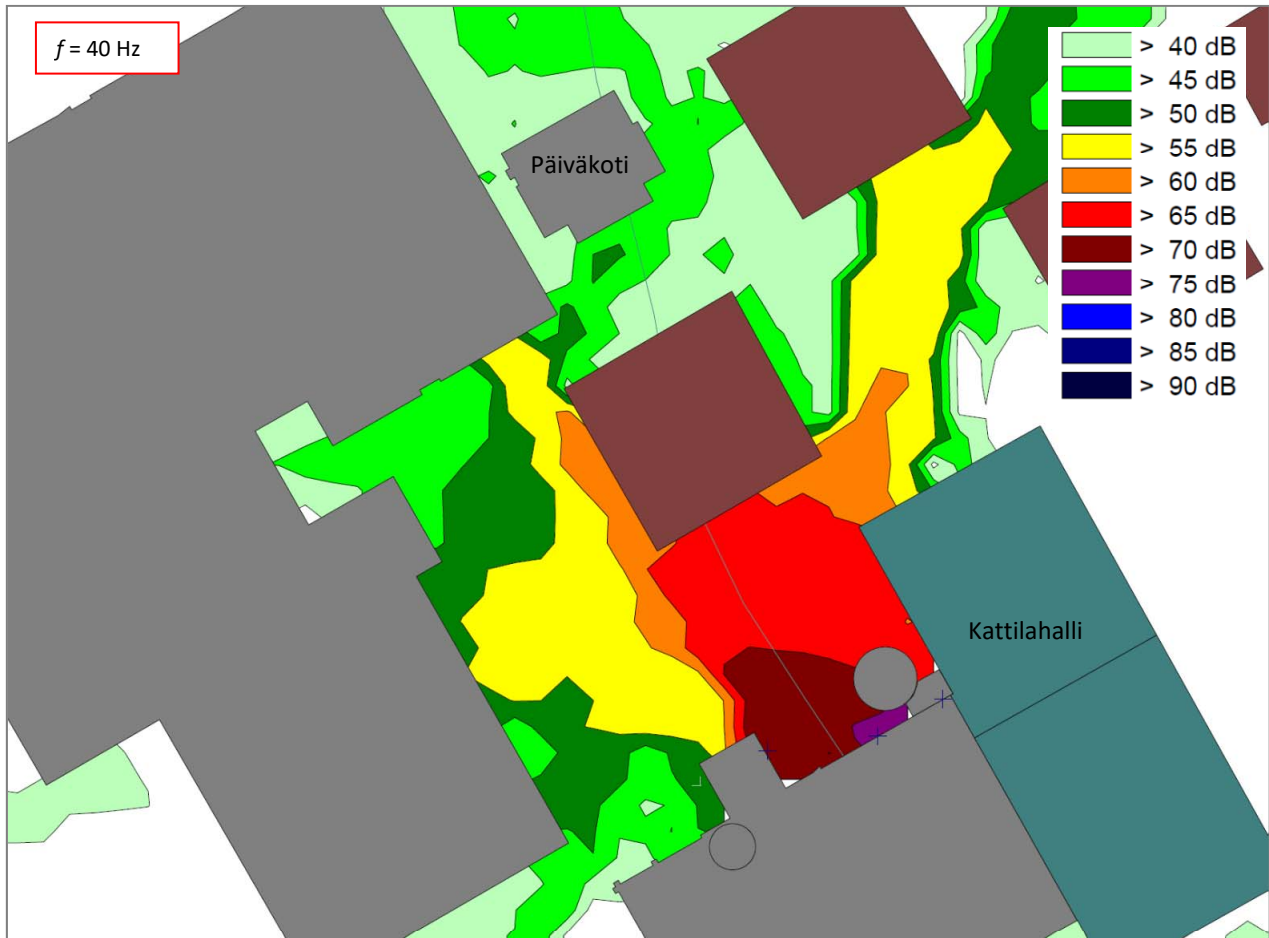 f = 40 Hz
> 40 dB
> 45 dB
> 50 dB
> 55 dB
> 60 dB
> 65 dB
> 70 dB
> 75 dB
> 80 dB
> 85 dB
> 90 dB
Päiväkoti
Kattilahalli